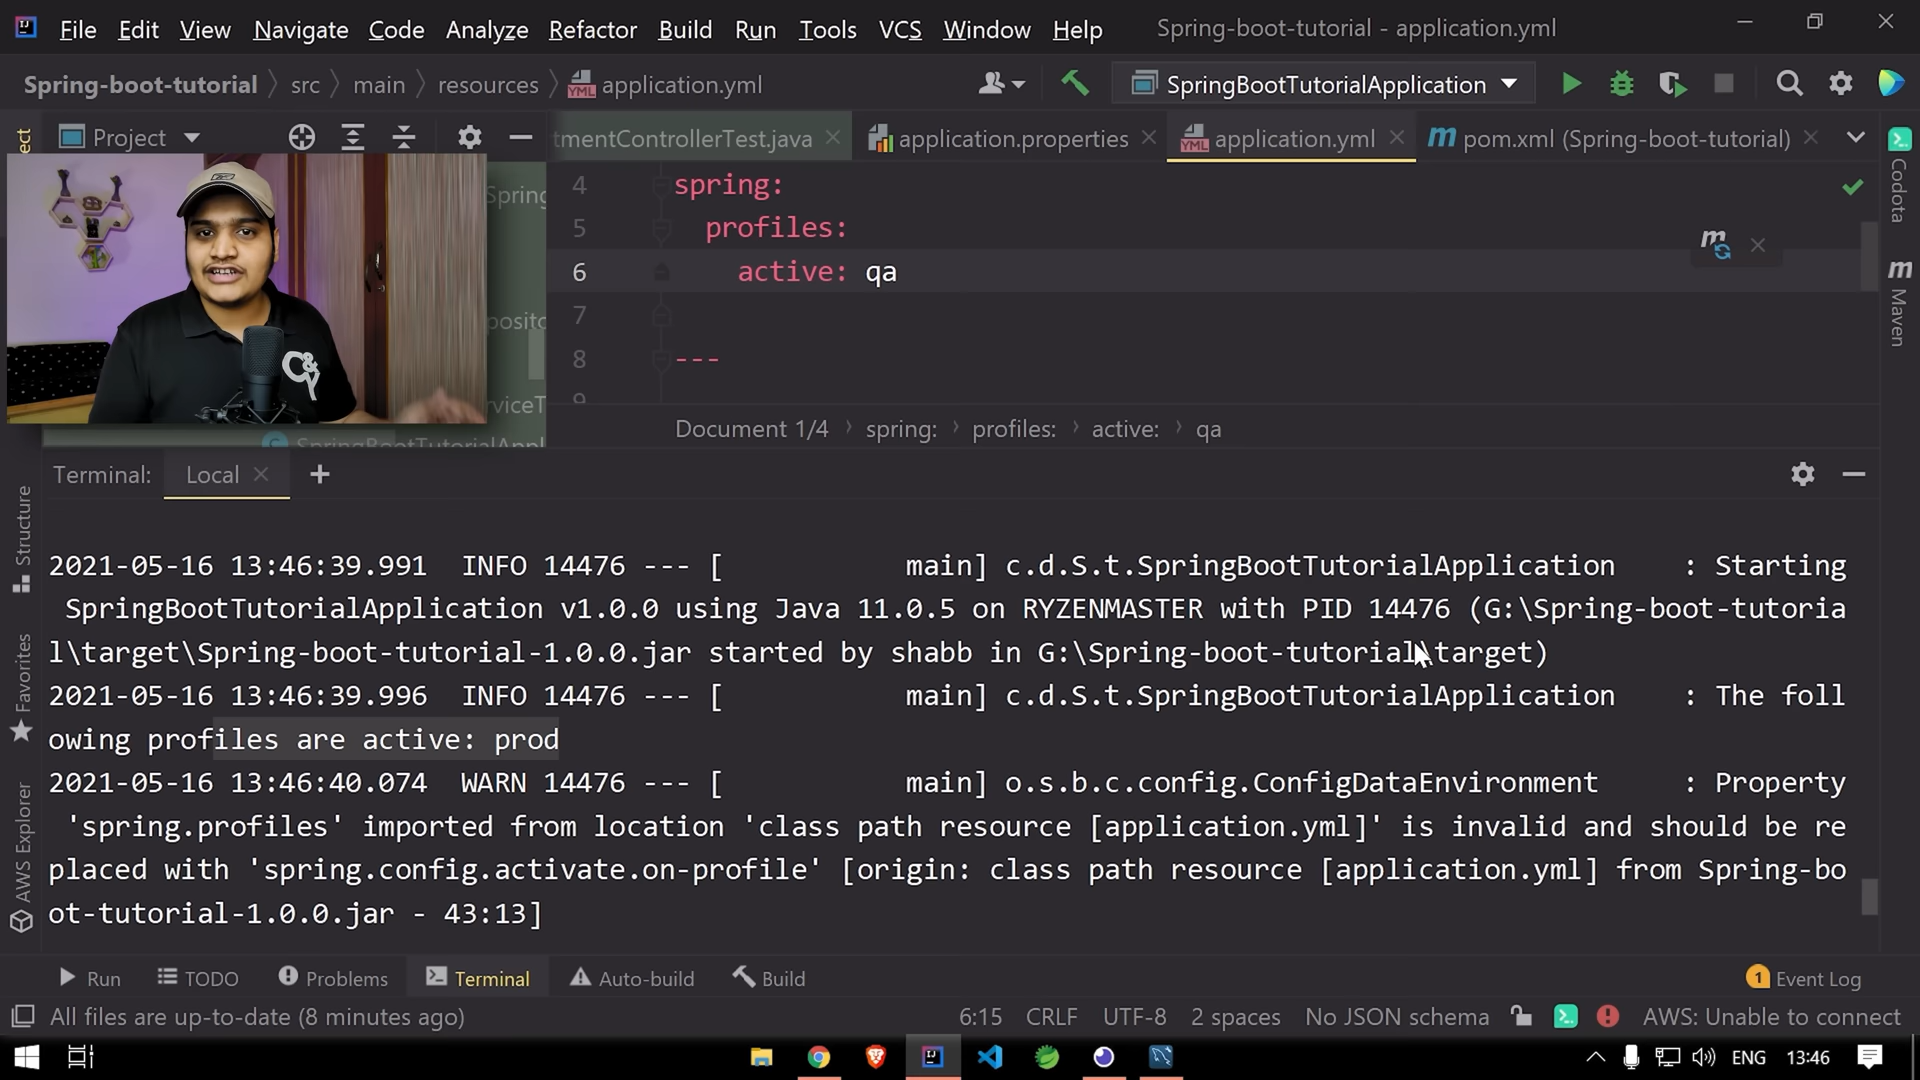 File Edit View Navigate Code Analyze Refactor Build Run Tools VCS Window Help Spring-boot-tutorial - application.yml
Spring-boot-tutorial src main resources application.yml SpringBootTutorialApplication
Project
tmentControllerTest.java application.properties application.yml pom.xml (Spring-boot-tutorial)
4 spring:
5 profiles:
6 active: qa
7
8 ---
9
Document 1/4 spring: profiles: active: qa
Codota
Maven
Structure
Favorites
AWS Explorer
Terminal: Local
2021-05-16 13:46:39.991 INFO 14476 --- [ main] c.d.S.t.SpringBootTutorialApplication : Starting
SpringBootTutorialApplication v1.0.0 using Java 11.0.5 on RYZENMASTER with PID 14476 (G:\Spring-boot-tutoria
l\target\Spring-boot-tutorial-1.0.0.jar started by shabb in G:\Spring-boot-tutorial\target)
2021-05-16 13:46:39.996 INFO 14476 --- [ main] c.d.S.t.SpringBootTutorialApplication : The foll
owing profiles are active: prod
2021-05-16 13:46:40.074 WARN 14476 --- [ main] o.s.b.c.config.ConfigDataEnvironment : Property
'spring.profiles' imported from location 'class path resource [application.yml]' is invalid and should be re
placed with 'spring.config.activate.on-profile' [origin: class path resource [application.yml] from Spring-bo
ot-tutorial-1.0.0.jar - 43:13]
Run TODO Problems Terminal Auto-build Build 1 Event Log
All files are up-to-date (8 minutes ago) 6:15 CRLF UTF-8 2 spaces No JSON schema AWS: Unable to connect
ENG 13:46